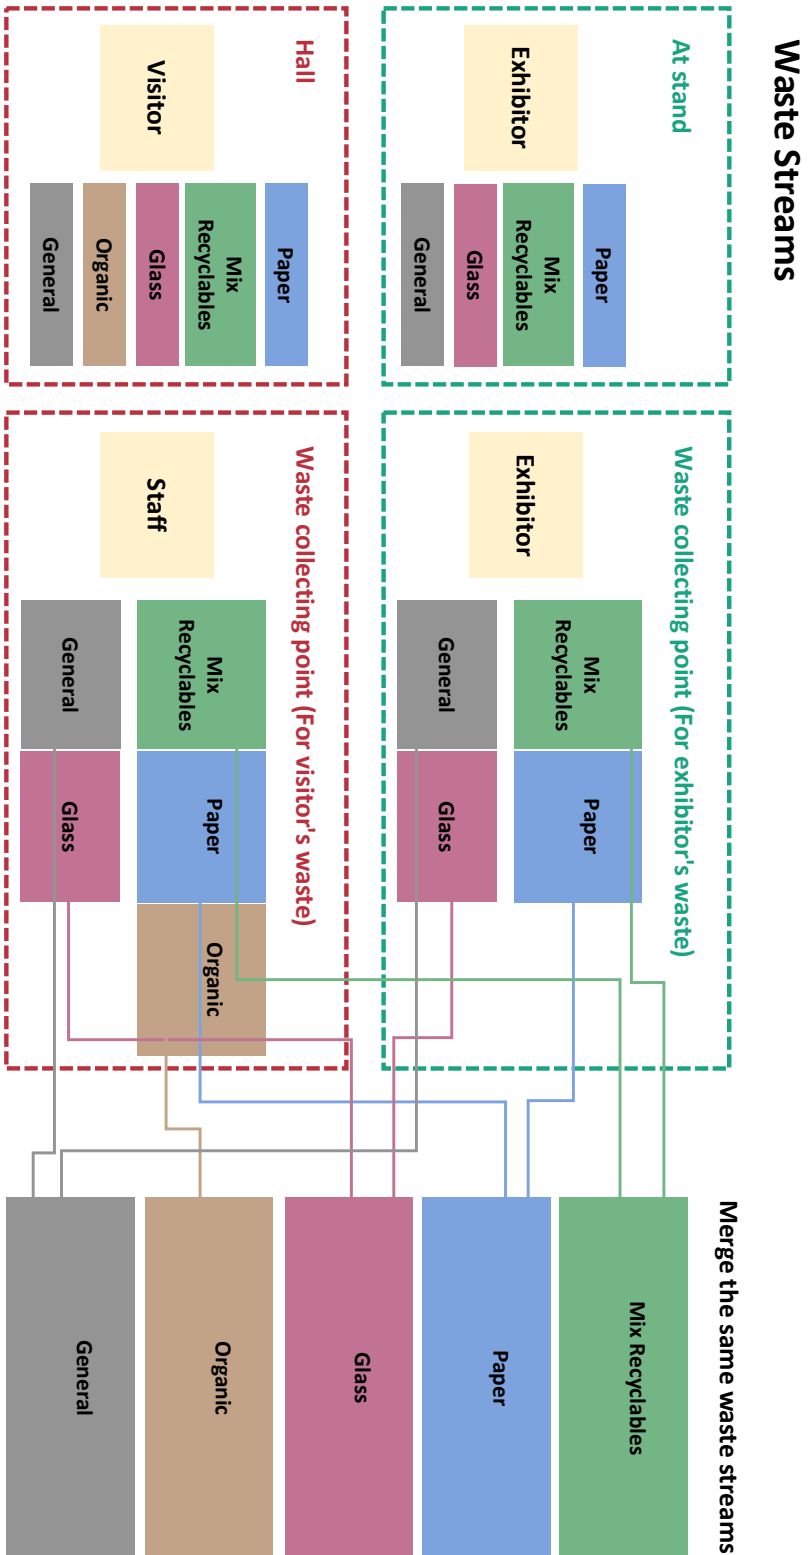 Waste Streams
At stand
Exhibitor
Paper
Mix
Recyclables
Glass
General
Waste collecting point (For exhibitor's waste)
Exhibitor
Mix
Recyclables
Paper
General
Glass
Hall
Visitor
Paper
Mix
Recyclables
Glass
Organic
General
Waste collecting point (For visitor's waste)
Staff
Mix
Recyclables
Paper
Organic
General
Glass
Merge the same waste streams
Mix Recyclables
Paper
Glass
Organic
General